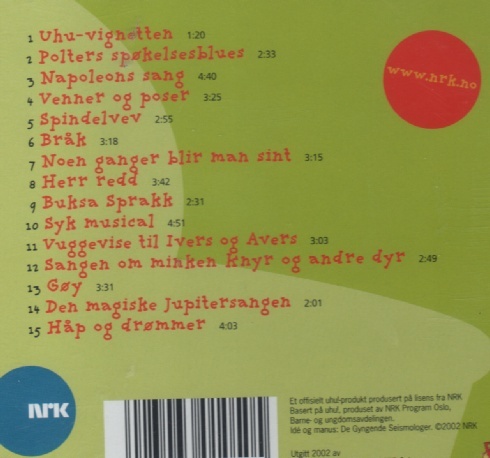 1 Uhu-vignetten 1:20
2 Polters spøkelsesblues 2:33
3 Napoleons sang 4:40
4 Venner og poser 3:25
5 Spindelvev 2:55
6 Bråk 3:18
7 Noen ganger blir man sint 3:15
8 Herr redd 3:42
9 Buksa Sprakk 2:31
10 Syk musical 4:51
11 Vuggevise til Ivers og Avers 3:03
12 Sangen om minken Knyr og andre dyr 2:49
13 Gøy 3:31
14 Den magiske Jupitersangen 2:01
15 Håp og drømmer 4:03
www.nrk.no
NRK
Et offisielt uhu!-produkt produsert på lisens fra NRK
Basert på uhu!, produset av NRK Program Oslo,
Barne- og ungdomsavdelingen.
Idé og manus: De Gyngende Seismologer. ©2002 NRK
Utgitt 2002 av